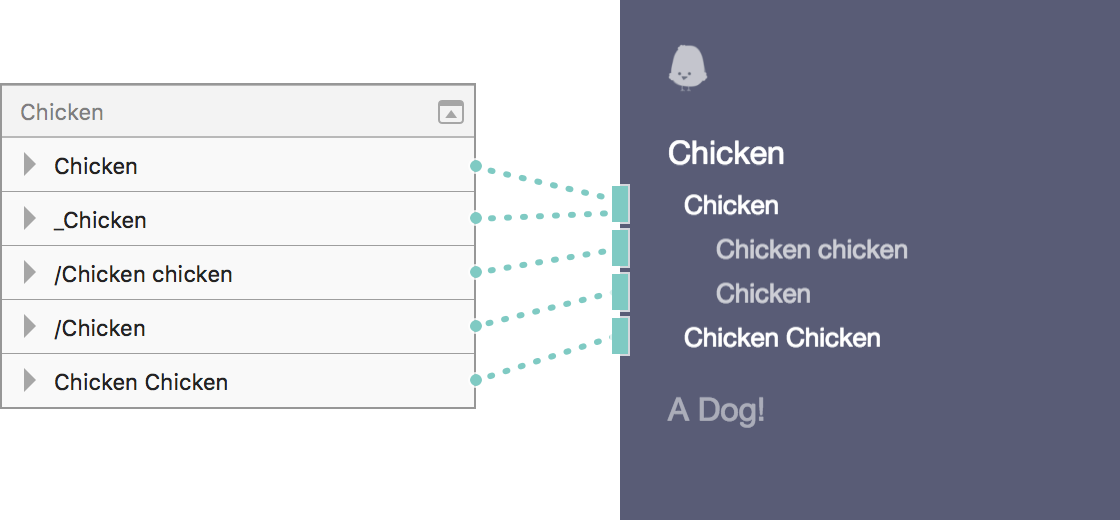 Chicken
Chicken
_Chicken
/Chicken chicken
/Chicken
Chicken Chicken
Chicken
Chicken
Chicken chicken
Chicken
Chicken Chicken
A Dog!